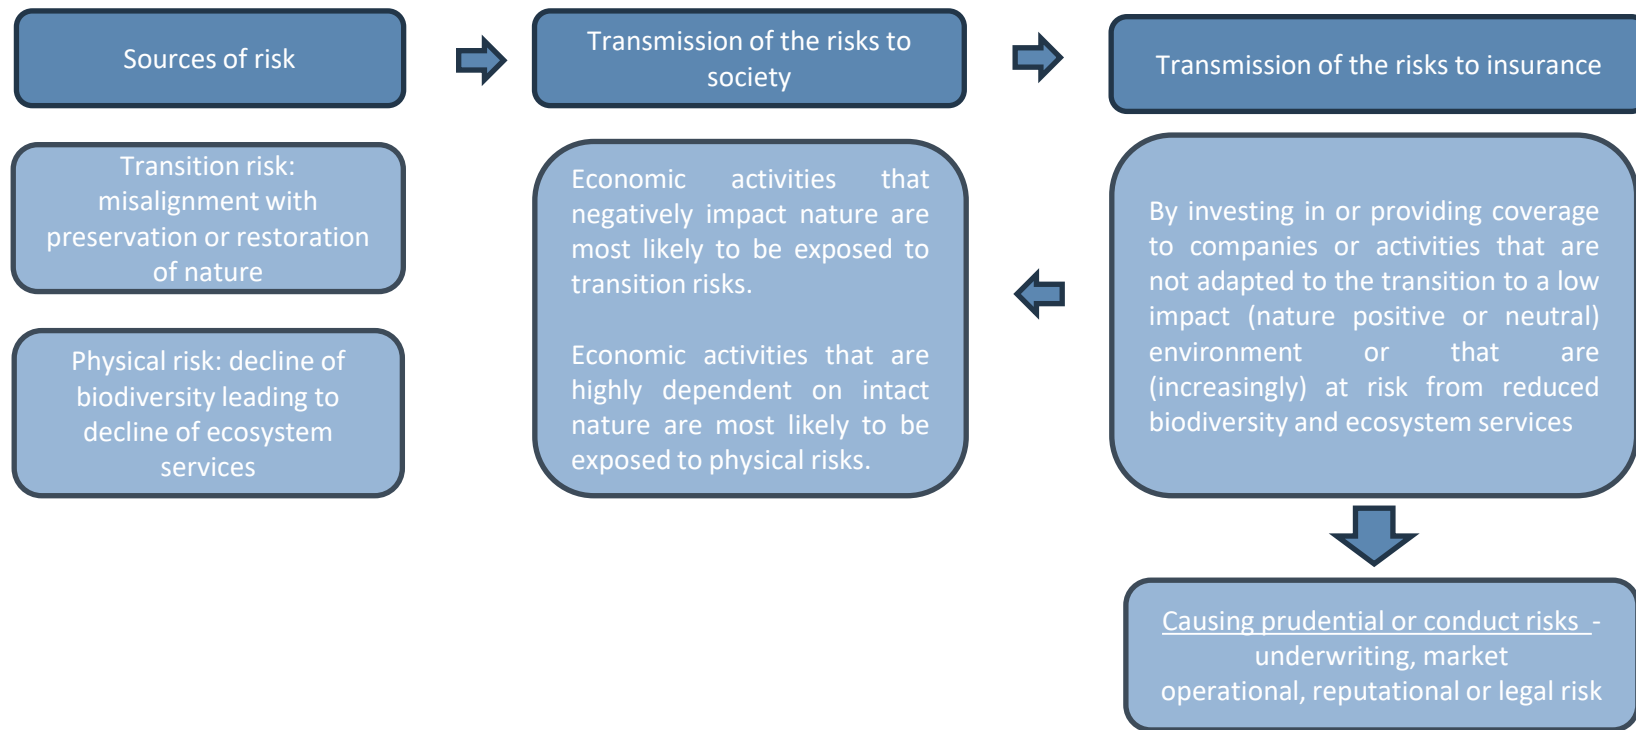 Sources of risk
Transmission of the risks to
society
Transmission of the risks to insurance
Transition risk:
misalignment with
preservation or restoration
of nature
Physical risk: decline of
biodiversity leading to
decline of ecosystem
services
Economic activities that
negatively impact nature are
most likely to be exposed to
transition risks.
Economic activities that are
highly dependent on intact
nature are most likely to be
exposed to physical risks.
By investing in or providing coverage
to companies or activities that are
not adapted to the transition to a low
impact (nature positive or neutral)
environment or that are
(increasingly) at risk from reduced
biodiversity and ecosystem services
Causing prudential or conduct risks -
underwriting, market
operational, reputational or legal risk